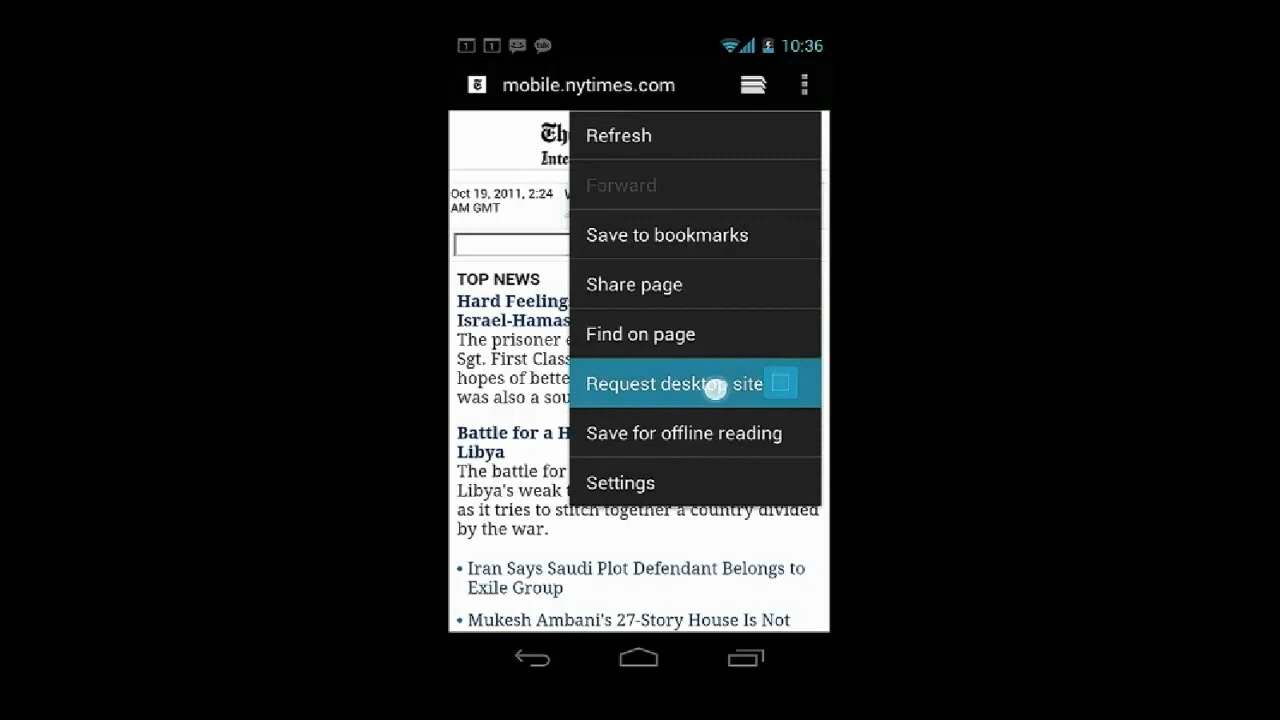 10:36
mobile.nytimes.com
Refresh
Forward
Save to bookmarks
Share page
Find on page
Request desktop site
Save for offline reading
Settings
Oct 19, 2011, 2:24
AM GMT
TOP NEWS
Hard Feelings
Israel-Hamas
The prisoner
Sgt. First Class
hopes of
was also a
Battle for a
Libya
The battle for
Libya's weak
as it tries to stitch together a country divided
by the war.
• Iran Says Saudi Plot Defendant Belongs to
Exile Group
• Mukesh Ambani's 27-Story House Is Not